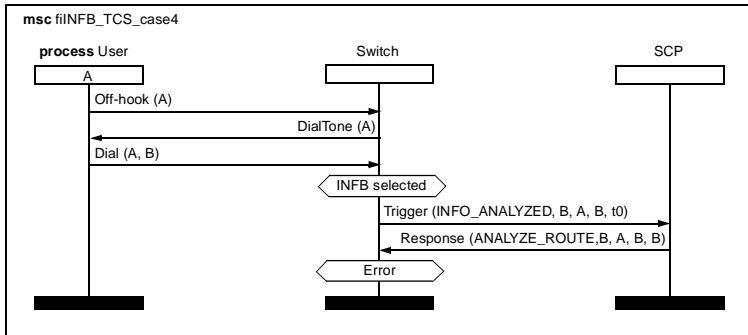 msc fiINFB_TCS_case4
process User
Switch
SCP
A
Off-hook (A)
DialTone (A)
Dial (A, B)
INFB selected
Trigger (INFO_ANALYZED, B, A, B, t0)
Response (ANALYZE_ROUTE,B, A, B, B)
Error